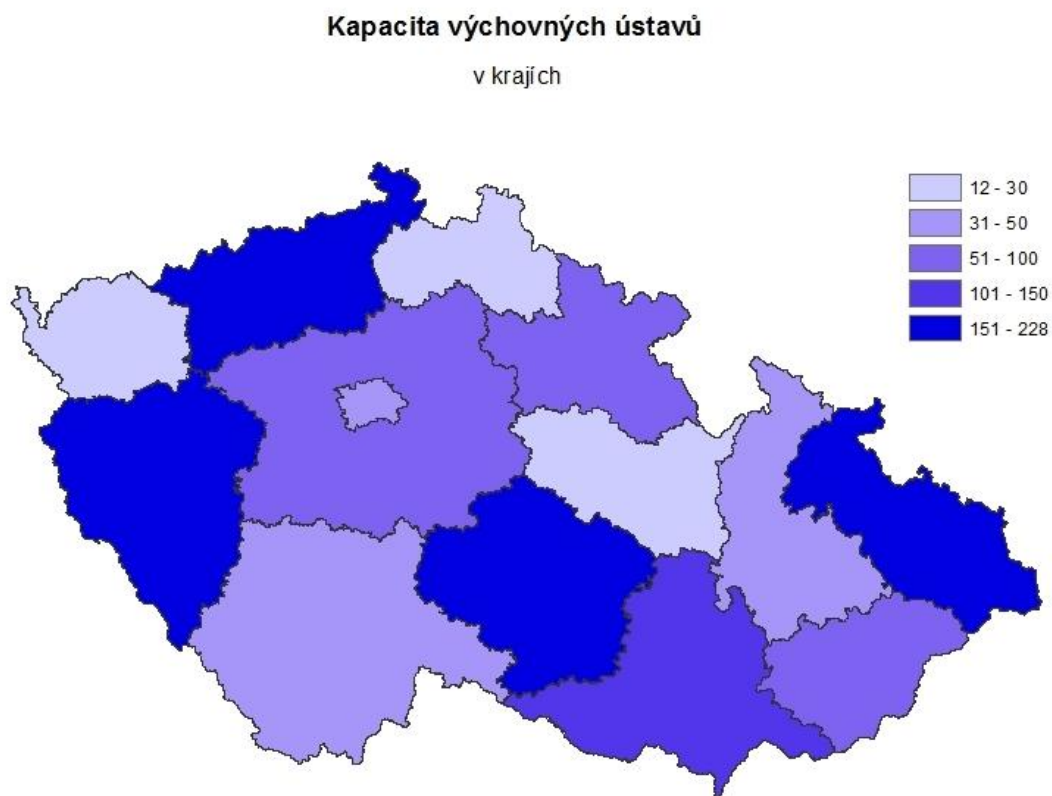 Kapacita výchovných ústavů
v krajích
12 - 30
31 - 50
51 - 100
101 - 150
151 - 228